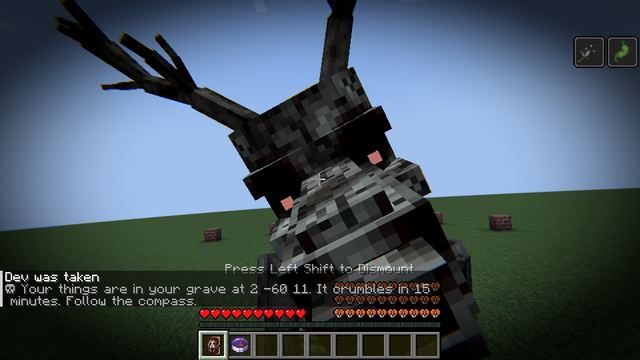 Press Left Shift to Dismount
Dev was taken
Your things are in your grave at 2 -60 11. It crumbles in 15
minutes. Follow the compass.